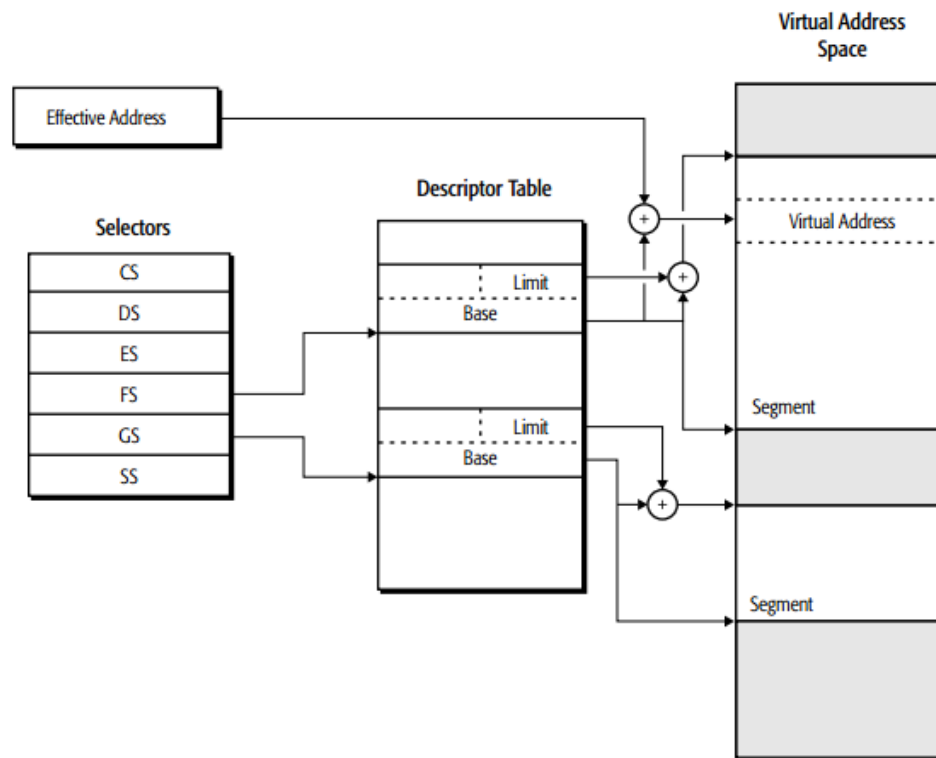 Virtual Address
Space
Effective Address
Descriptor Table
Selectors
CS
DS
ES
FS
GS
SS
Limit
Base
Limit
Base
+
+
+
Virtual Address
Segment
Segment